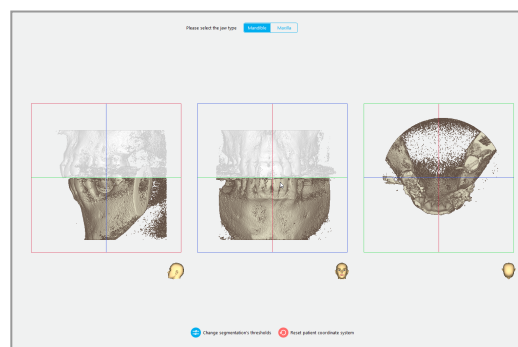 Please select the jaw type
Mandible Maxilla
Change segmentation's thresholds Reset patient coordinate system